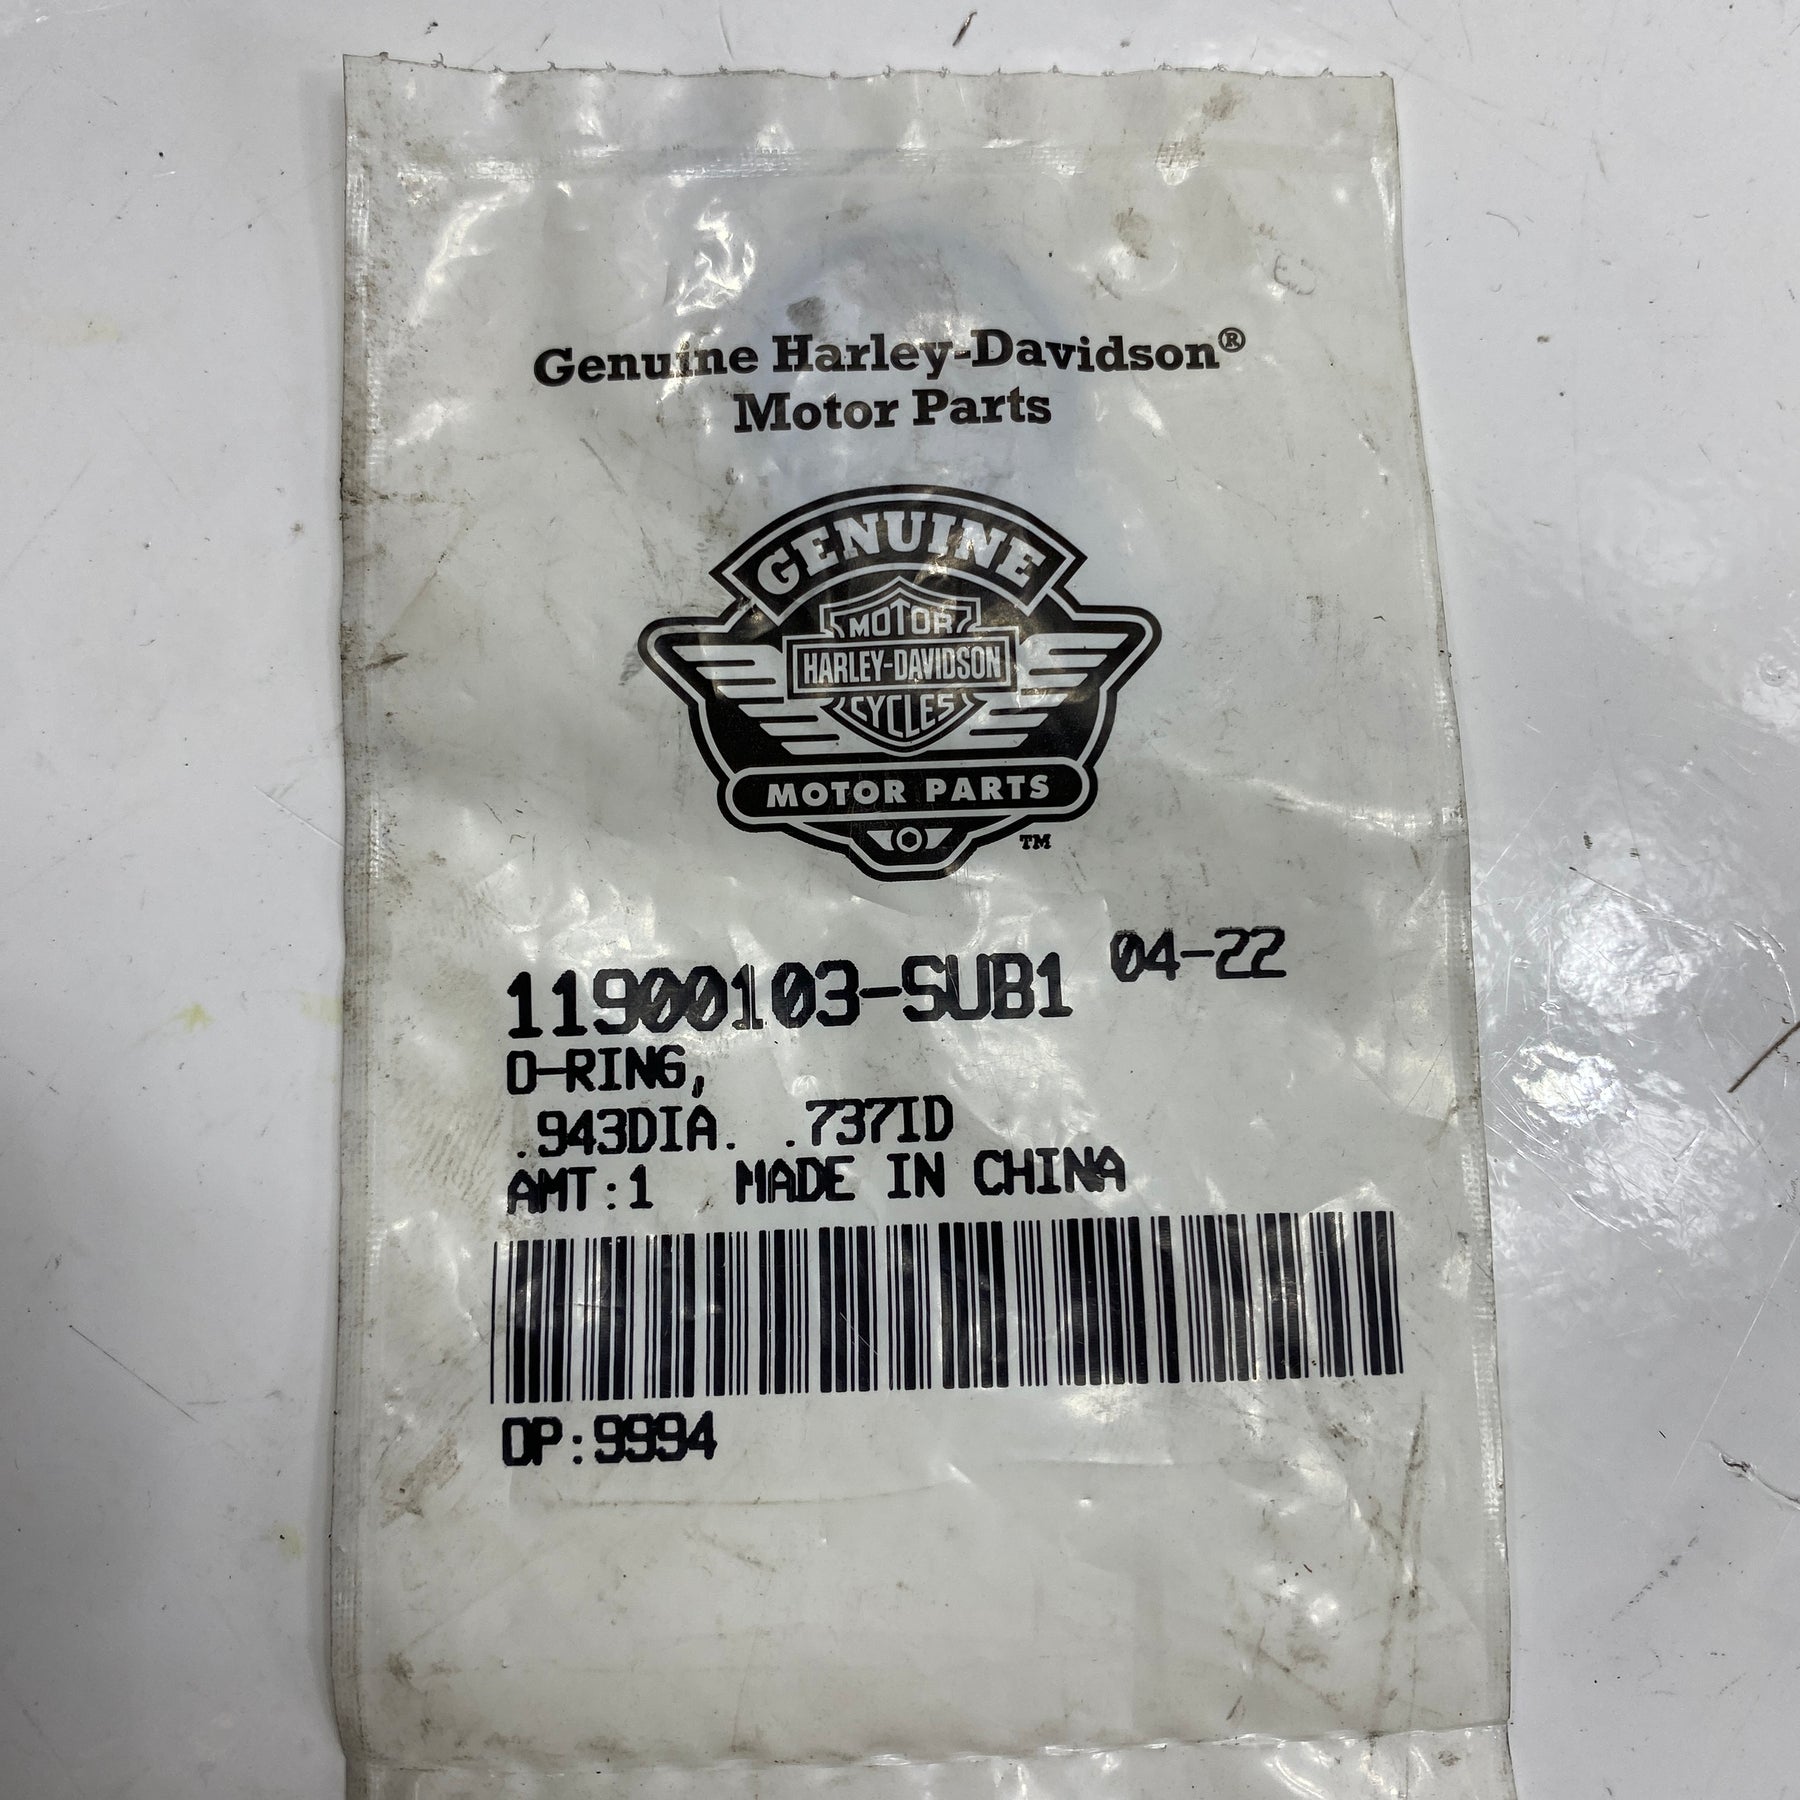 Genuine Harley-Davidson®
Motor Parts
GENUINE
MOTOR
HARLEY-DAVIDSON
CYCLES
MOTOR PARTS
TM
11900103-SUB1 04-22
O-RING,
.943DIA. .737ID
AMT:1 MADE IN CHINA
OP:9994